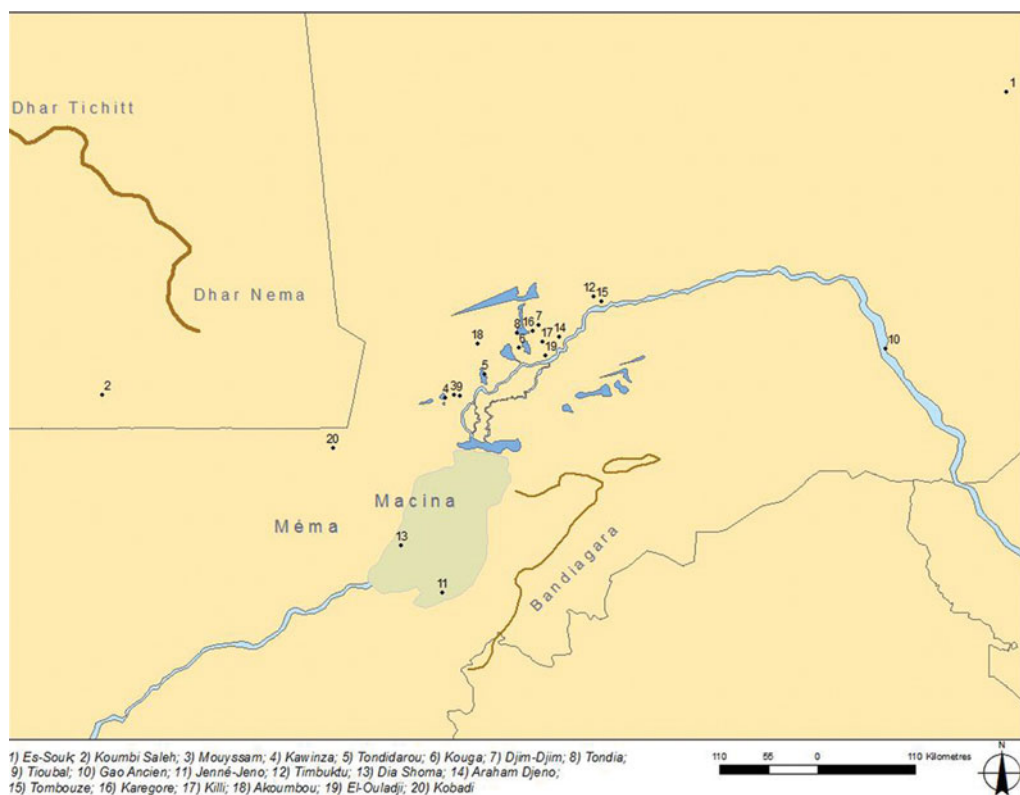 1
Dhar Tichitt
12
15
Dhar Nema
7
8
16
14
18
17
6
19
10
5
2
4
39
20
Macina
Méma
13
Bandiagara
11
N
1) Es-Souk; 2) Koumbi Saleh; 3) Mouyssam; 4) Kawinza; 5) Tondidarou; 6) Kouga; 7) Djim-Djim; 8) Tondia;
9) Tioubal; 10) Gao Ancien; 11) Jenné-Jeno; 12) Timbuktu; 13) Dia Shoma; 14) Araham Djeno;
15) Tombouze; 16) Karegore; 17) Killi; 18) Akoumbou; 19) El-Ouladji; 20) Kobadi
110 55 0 110 Kilometres